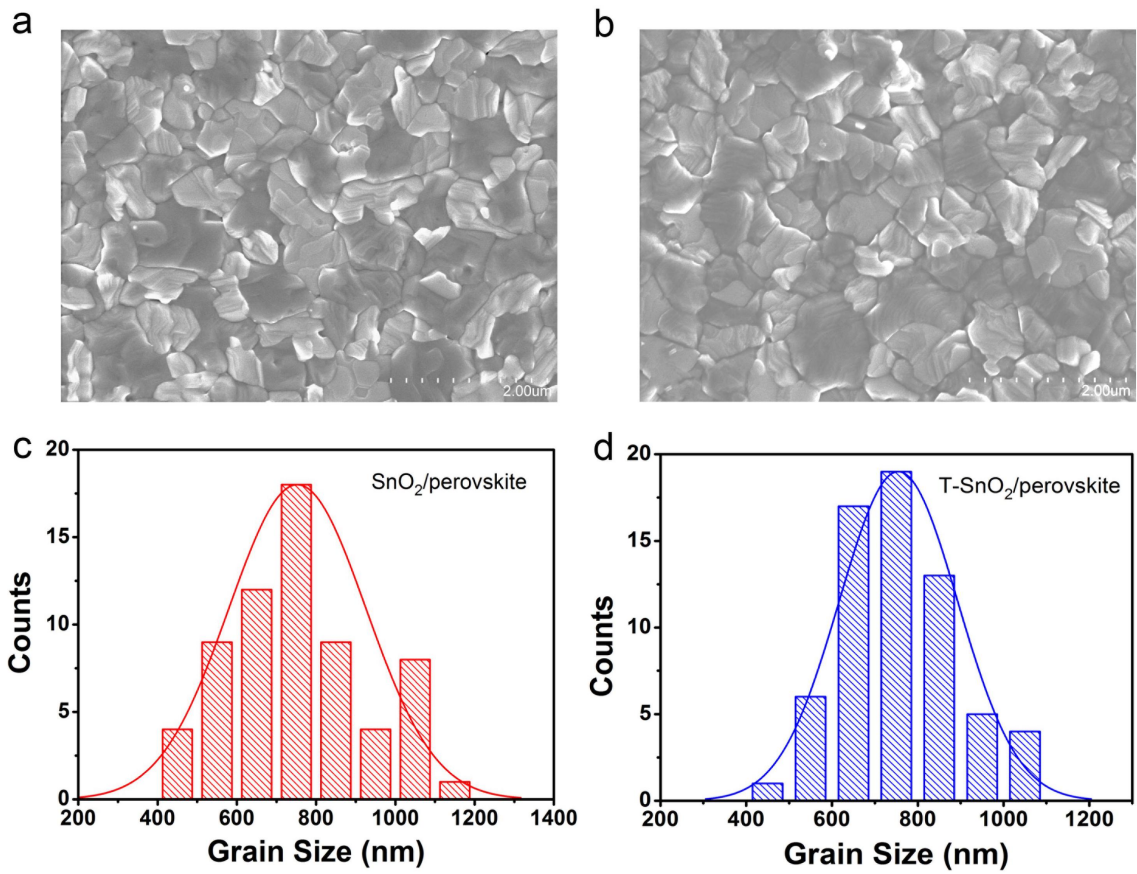 a
b
2.00um
2.00um
c
d
20
15
10
5
0
Counts
SnO₂/perovskite
200 400 600 800 1000 1200 1400
Grain Size (nm)
20
15
10
5
0
Counts
T-SnO₂/perovskite
200 400 600 800 1000 1200
Grain Size (nm)